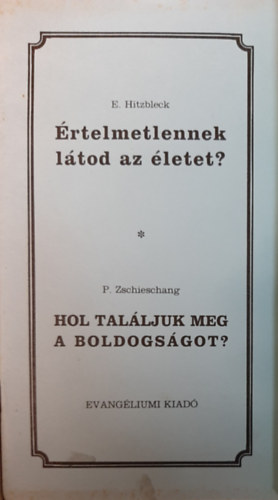 E. Hitzbleck
Értelmetlennek
látod az életet?
*
P. Zschieschang
HOL TALÁLJUK MEG
A BOLDOGSÁGOT?
EVANGÉLIUMI KIADÓ